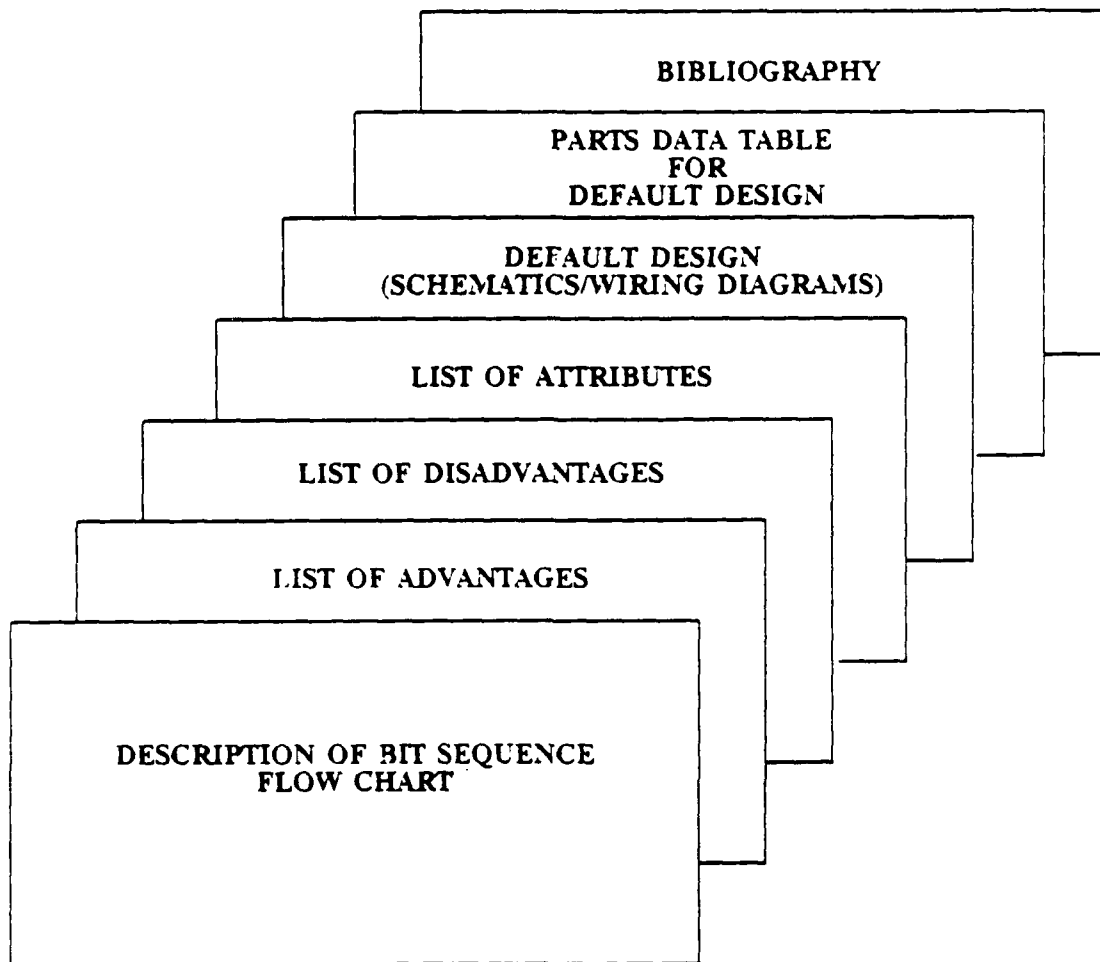 BIBLIOGRAPHY
PARTS DATA TABLE
FOR
DEFAULT DESIGN
DEFAULT DESIGN
(SCHEMATICS/WIRING DIAGRAMS)
LIST OF ATTRIBUTES
LIST OF DISADVANTAGES
LIST OF ADVANTAGES
DESCRIPTION OF BIT SEQUENCE
FLOW CHART